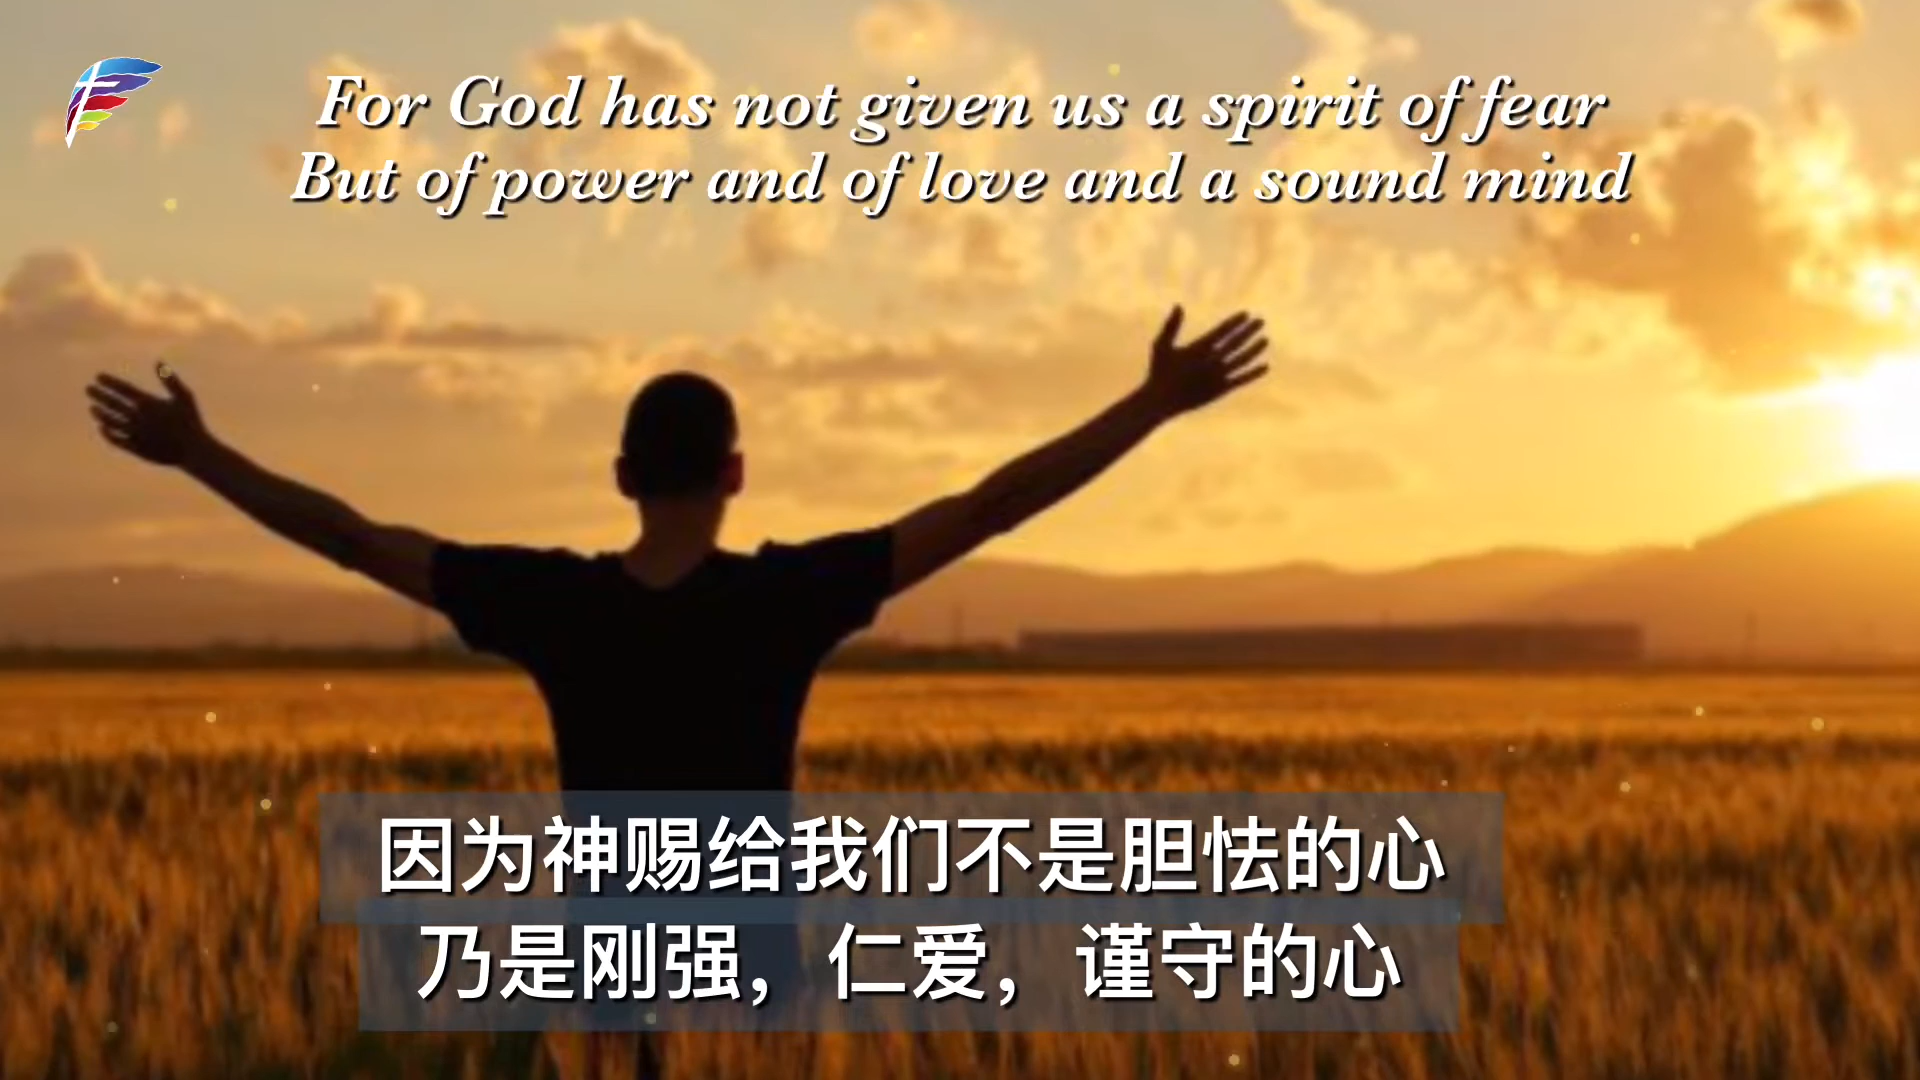 For God has not given us a spirit of fear
But of power and of love and a sound mind
因为神赐给我们不是胆怯的心
乃是刚强，仁爱，谨守的心